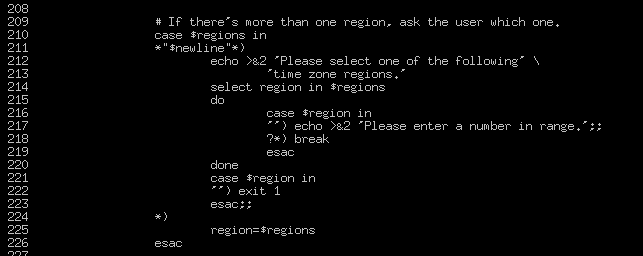 208
209 # If there's more than one region, ask the user which one.
210 case $regions in
211 *"$newline"*)
212 echo >&2 'Please select one of the following' \
213 'time zone regions.'
214 select region in $regions
215 do
216 case $region in
217 '') echo >&2 'Please enter a number in range.';;
218 ?*) break
219 esac
220 done
221 case $region in
222 '') exit 1
223 esac;;
224 *)
225 region=$regions
226 esac
227